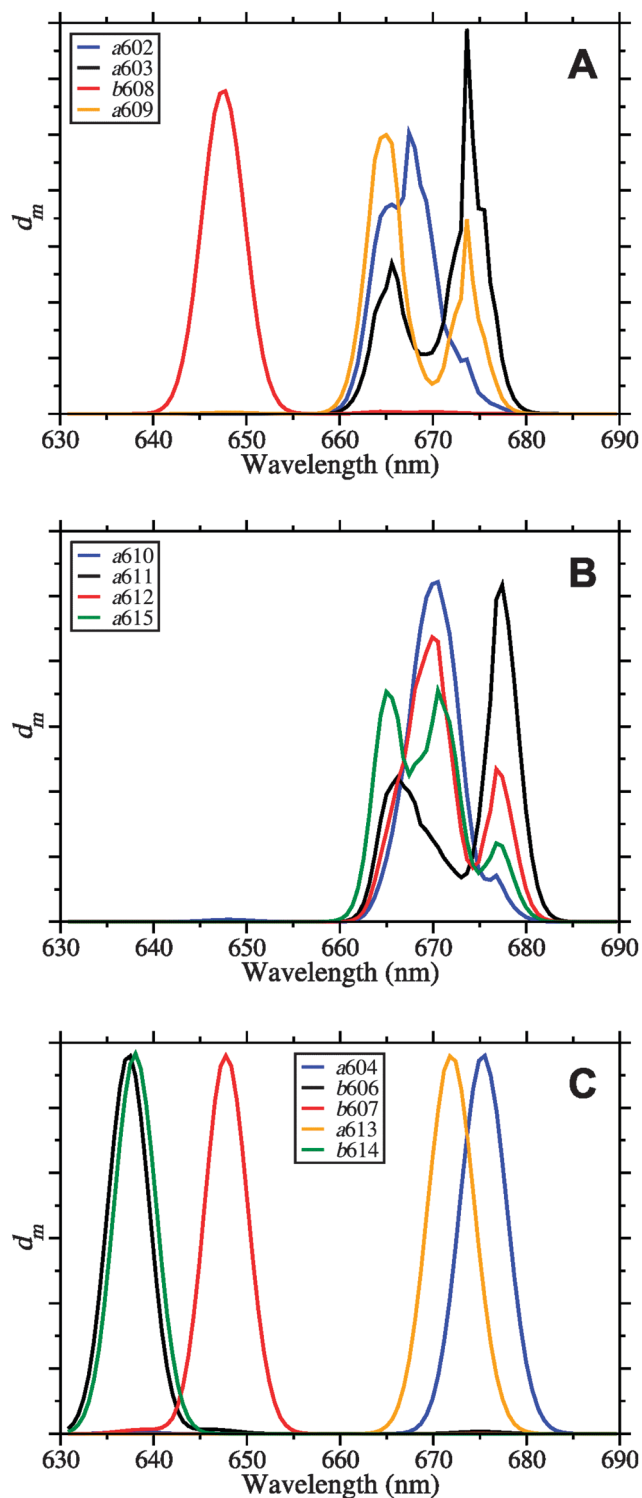 A
a602
a603
b608
a609
d_m
630 640 650 660 670 680 690
Wavelength (nm)
B
a610
a611
a612
a615
d_m
630 640 650 660 670 680 690
Wavelength (nm)
C
a604
b606
b607
a613
b614
d_m
630 640 650 660 670 680 690
Wavelength (nm)